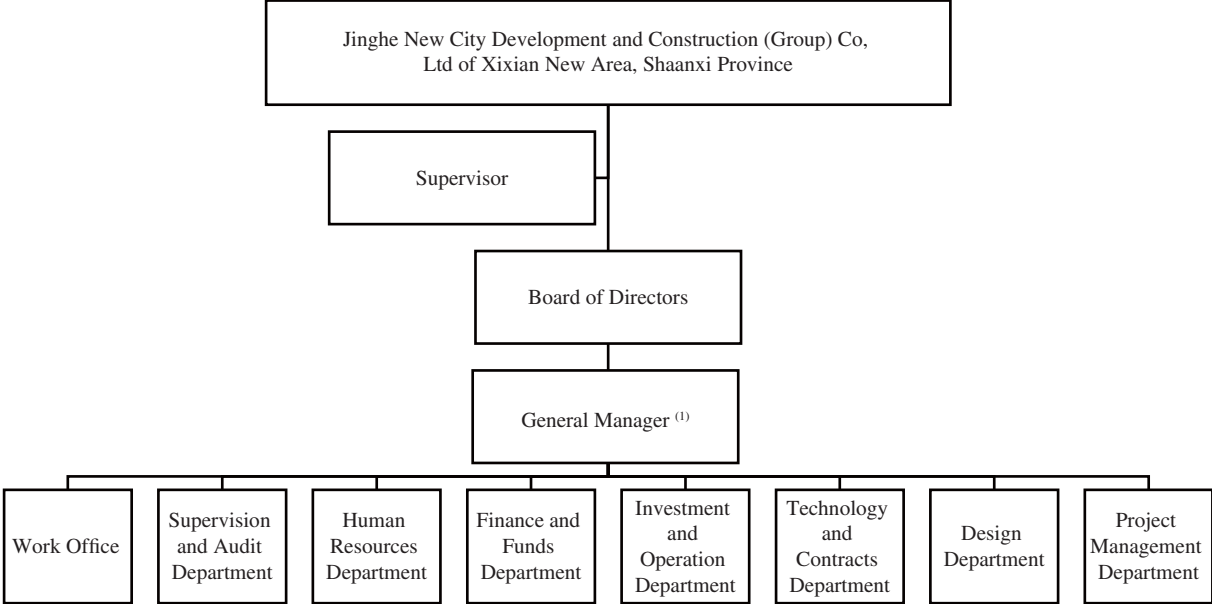 Jinghe New City Development and Construction (Group) Co,
Ltd of Xixian New Area, Shaanxi Province
Supervisor
Board of Directors
General Manager (1)
Work Office
Supervision
and Audit
Department
Human
Resources
Department
Finance and
Funds
Department
Investment
and
Operation
Department
Technology
and
Contracts
Department
Design
Department
Project
Management
Department